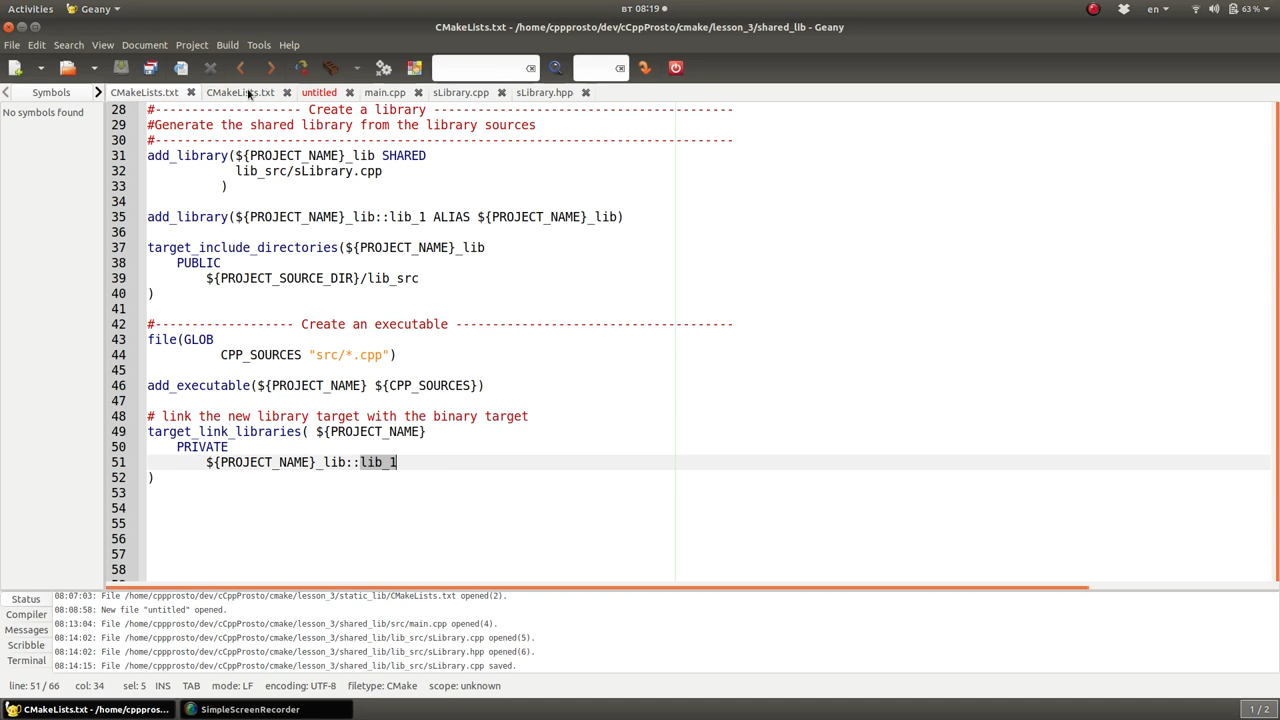 Activities
Geany ▾
Вт 08:19
en ▾
63 % ▾
CMakeLists.txt - /home/cppprosto/dev/cCppProsto/cmake/lesson_3/shared_lib - Geany
File Edit Search View Document Project Build Tools Help
Symbols
CMakeLists.txt CMakeLists.txt untitled main.cpp sLibrary.cpp sLibrary.hpp
No symbols found
28 #------------------ Create a library ------------------------------------------
29 #Generate the shared library from the library sources
30 #-------------------------------------------------------------------------------
31 add_library(${PROJECT_NAME}_lib SHARED
32 lib_src/sLibrary.cpp
33 )
34
35 add_library(${PROJECT_NAME}_lib::lib_1 ALIAS ${PROJECT_NAME}_lib)
36
37 target_include_directories(${PROJECT_NAME}_lib
38 PUBLIC
39 ${PROJECT_SOURCE_DIR}/lib_src
40 )
41
42 #------------------ Create an executable --------------------------------------
43 file(GLOB
44 CPP_SOURCES "src/*.cpp")
45
46 add_executable(${PROJECT_NAME} ${CPP_SOURCES})
47
48 # link the new library target with the binary target
49 target_link_libraries( ${PROJECT_NAME}
50 PRIVATE
51 ${PROJECT_NAME}_lib::lib_1
52 )
53
54
55
56
57
58
Status
Compiler
Messages
Scribble
Terminal
08:07:03: File /home/cppprosto/dev/cCppProsto/cmake/lesson_3/static_lib/CMakeLists.txt opened(2).
08:08:58: New file "untitled" opened.
08:13:04: File /home/cppprosto/dev/cCppProsto/cmake/lesson_3/shared_lib/src/main.cpp opened(4).
08:14:02: File /home/cppprosto/dev/cCppProsto/cmake/lesson_3/shared_lib/lib_src/sLibrary.cpp opened(5).
08:14:02: File /home/cppprosto/dev/cCppProsto/cmake/lesson_3/shared_lib/lib_src/sLibrary.hpp opened(6).
08:14:15: File /home/cppprosto/dev/cCppProsto/cmake/lesson_3/shared_lib/lib_src/sLibrary.cpp saved.
line: 51 / 66 col: 34 sel: 5 INS TAB mode: LF encoding: UTF-8 filetype: CMake scope: unknown
CMakeLists.txt - /home/cpppros...
SimpleScreenRecorder
1 / 2